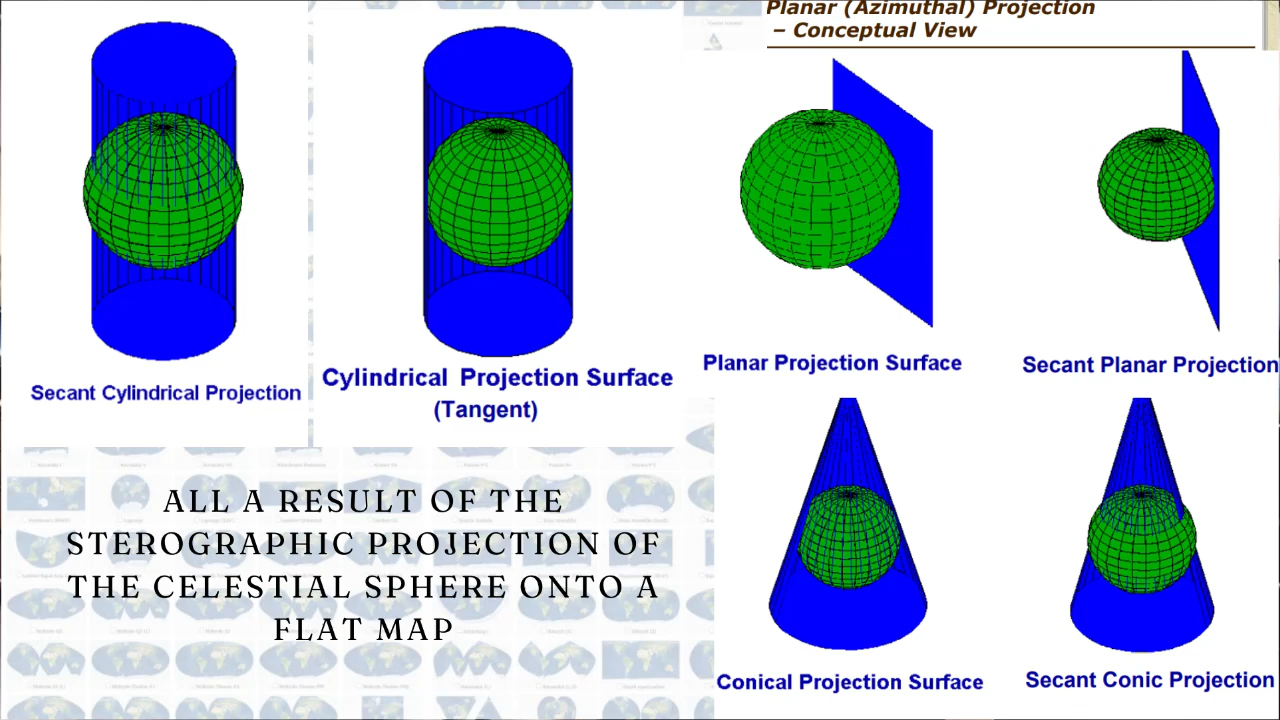 Planar (Azimuthal) Projection
– Conceptual View
Secant Cylindrical Projection
Cylindrical Projection Surface
(Tangent)
Planar Projection Surface
Secant Planar Projection
ALL A RESULT OF THE
STEROGRAPHIC PROJECTION OF
THE CELESTIAL SPHERE ONTO A
FLAT MAP
Conical Projection Surface
Secant Conic Projection